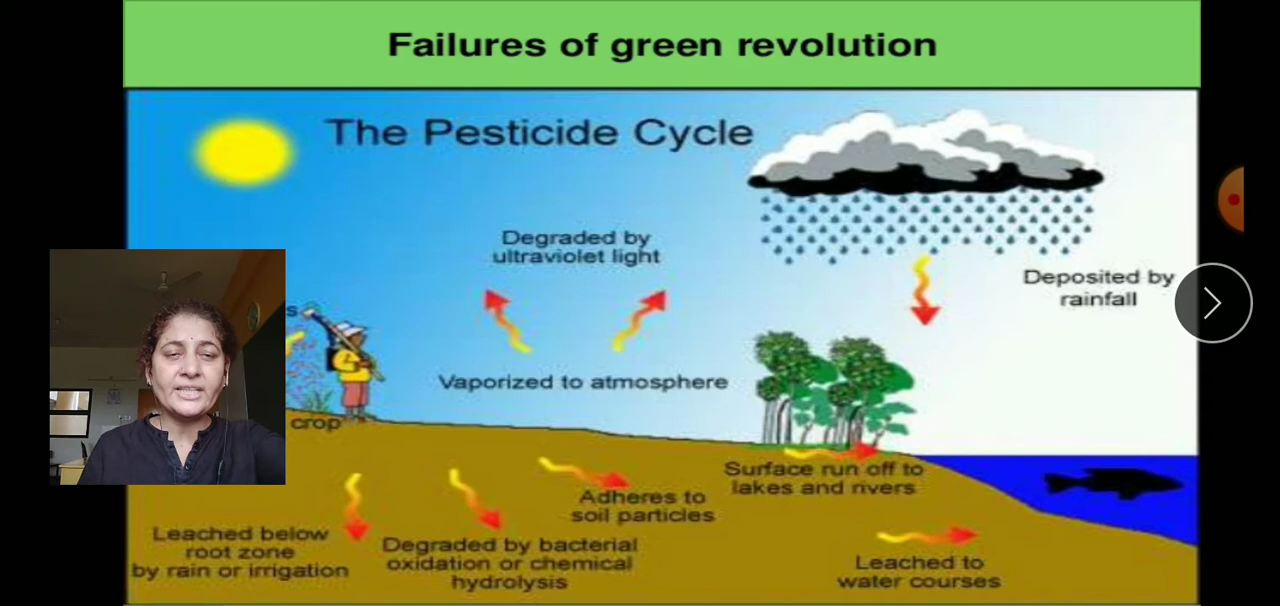 Failures of green revolution
The Pesticide Cycle
Degraded by
ultraviolet light
Deposited by
rainfall
Vaporized to atmosphere
crop
Surface run off to
lakes and rivers
Adheres to
soil particles
Leached below
root zone
by rain or irrigation
Degraded by bacterial
oxidation or chemical
hydrolysis
Leached to
water courses